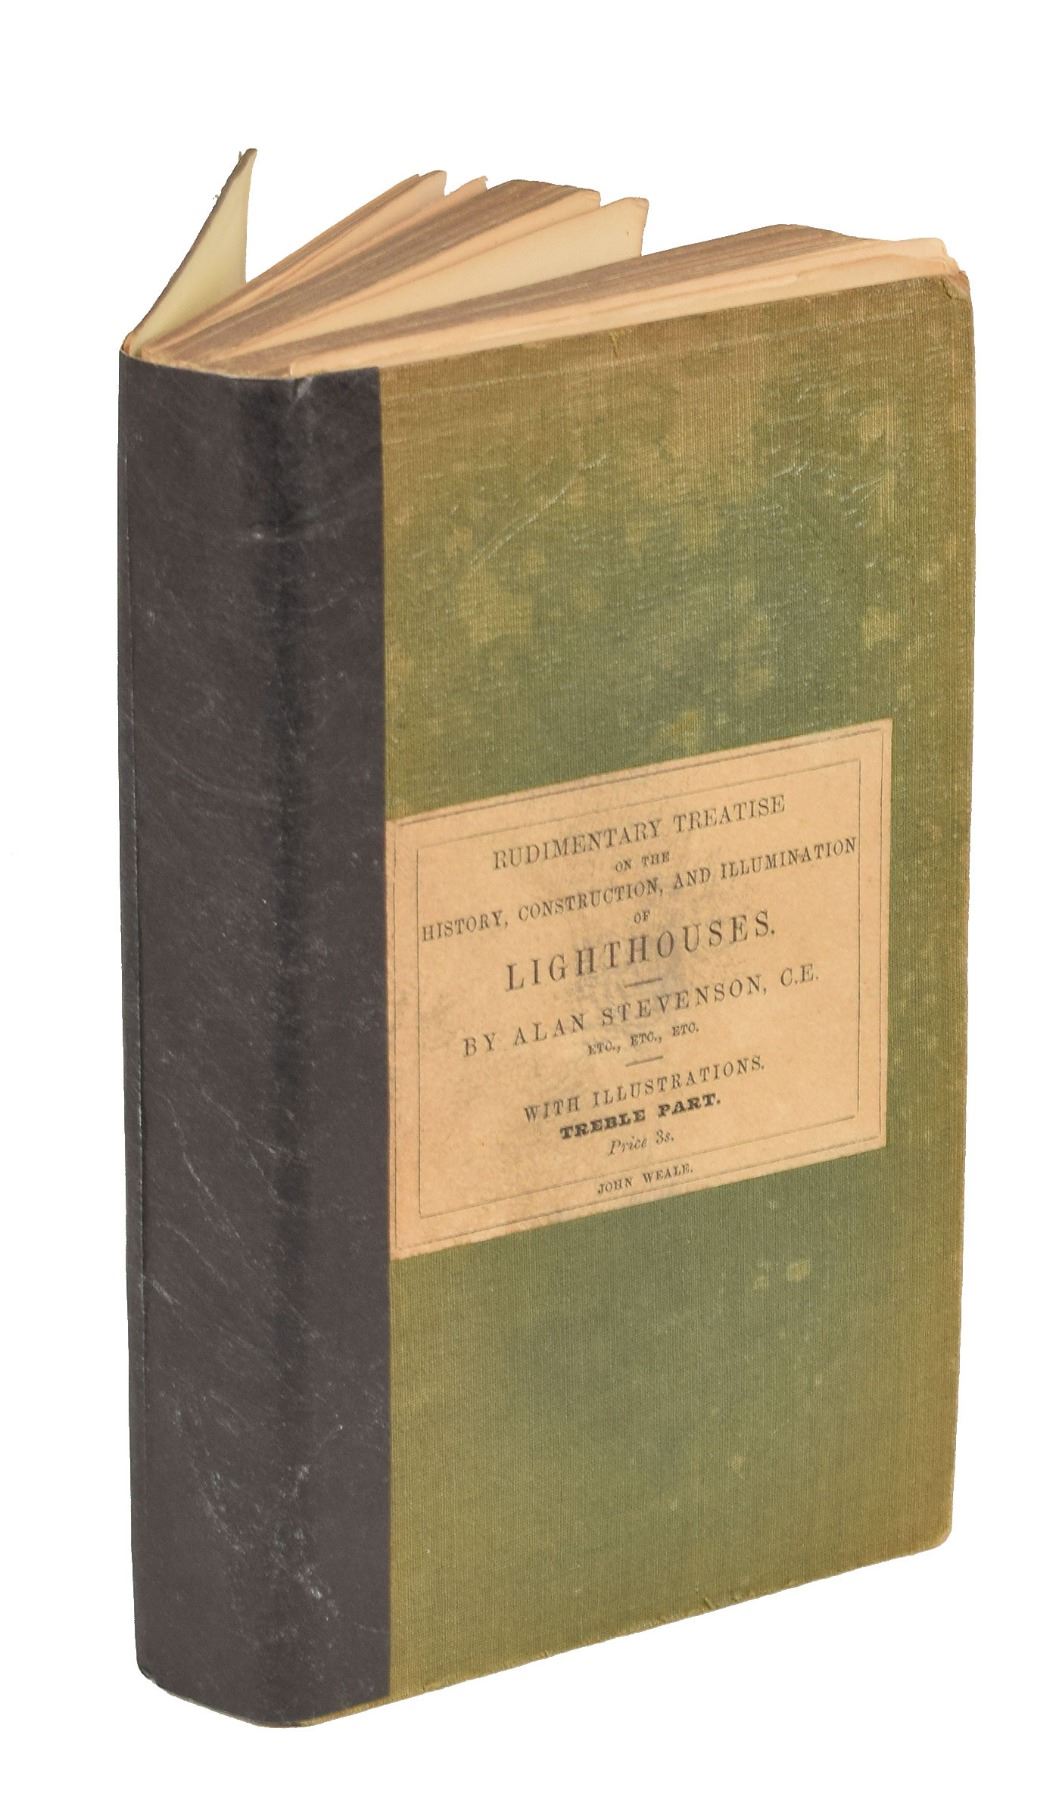 RUDIMENTARY TREATISE
ON THE
HISTORY, CONSTRUCTION, AND ILLUMINATION
OF
LIGHTHOUSES.
BY ALAN STEVENSON, C.E.
ETC., ETC., ETC.
WITH ILLUSTRATIONS.
TREBLE PART.
Price 3s.
JOHN WEALE.